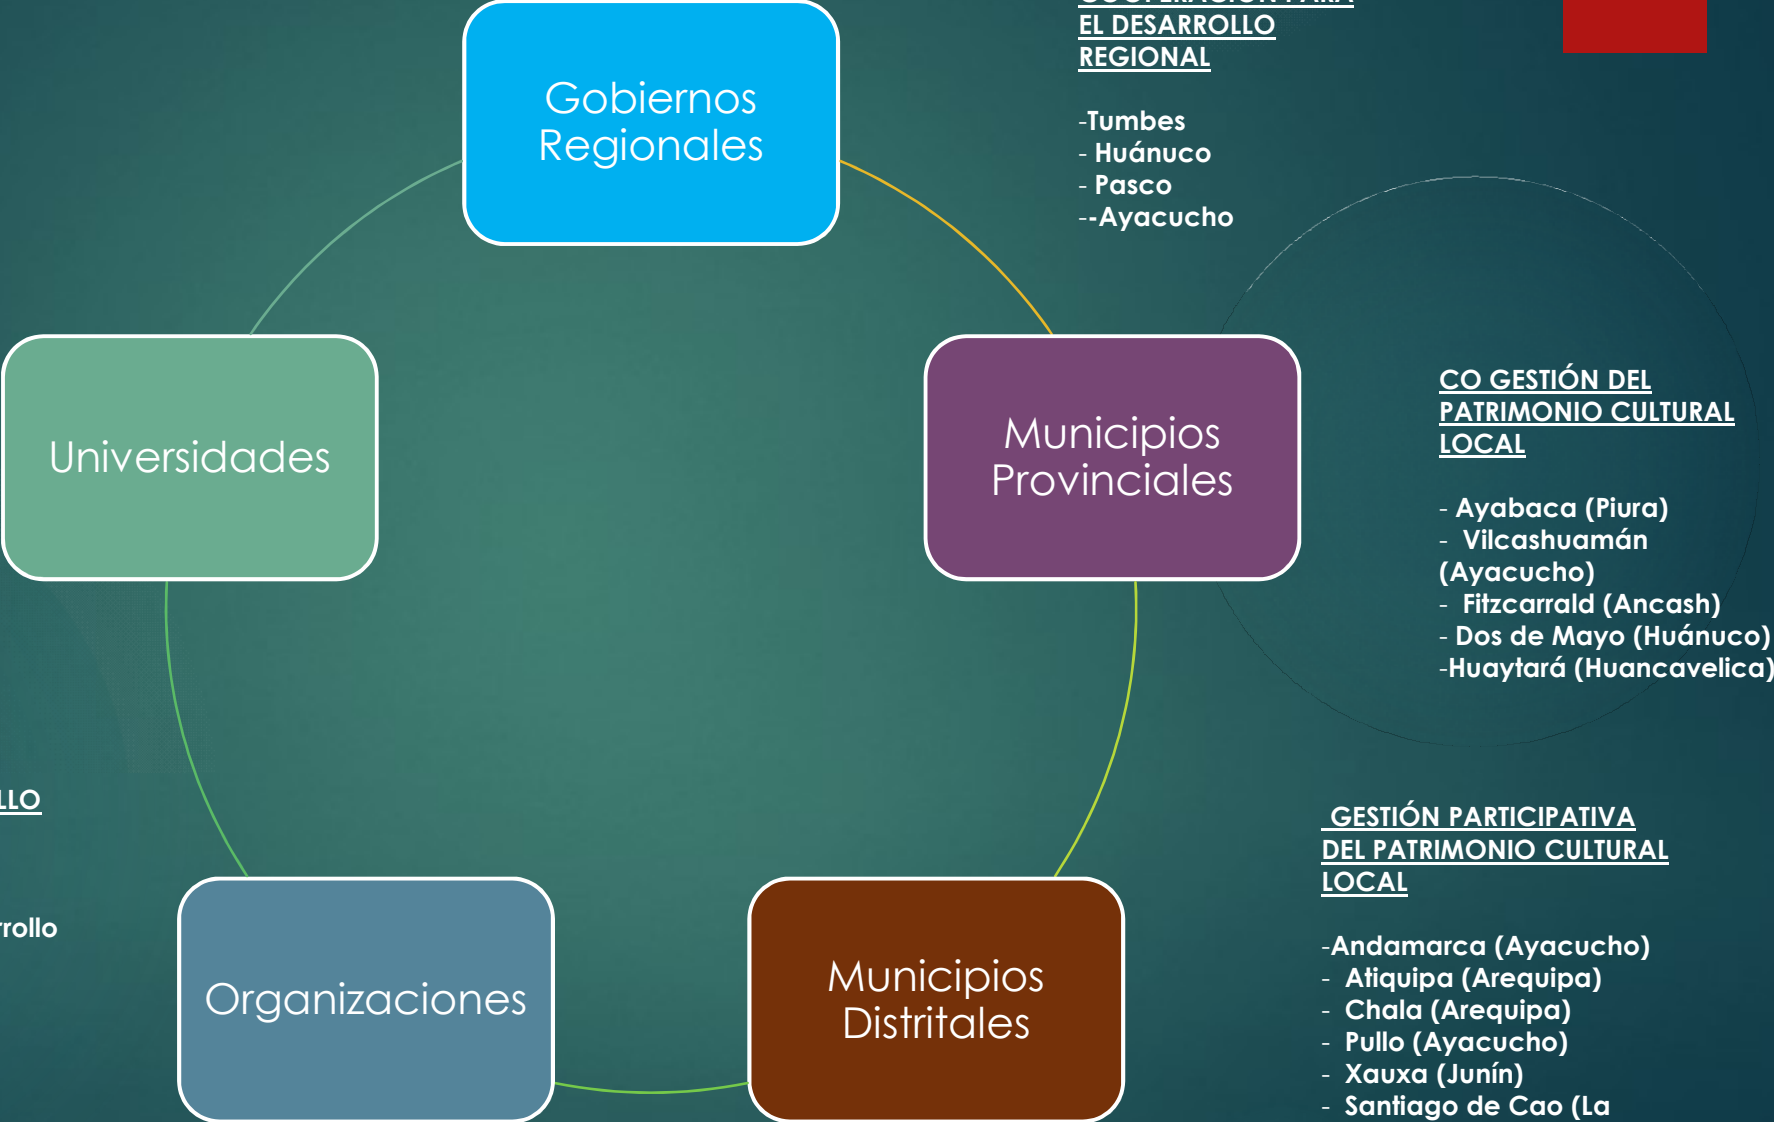 COOPERACIÓN PARA
EL DESARROLLO
REGIONAL
-Tumbes
- Huánuco
- Pasco
--Ayacucho
Gobiernos
Regionales
Universidades
Municipios
Provinciales
CO GESTIÓN DEL
PATRIMONIO CULTURAL
LOCAL
- Ayabaca (Piura)
- Vilcashuamán
(Ayacucho)
- Fitzcarrald (Ancash)
- Dos de Mayo (Huánuco)
-Huaytará (Huancavelica)
LLO
rrollo
Organizaciones
Municipios
Distritales
GESTIÓN PARTICIPATIVA
DEL PATRIMONIO CULTURAL
LOCAL
-Andamarca (Ayacucho)
- Atiquipa (Arequipa)
- Chala (Arequipa)
- Pullo (Ayacucho)
- Xauxa (Junín)
- Santiago de Cao (La